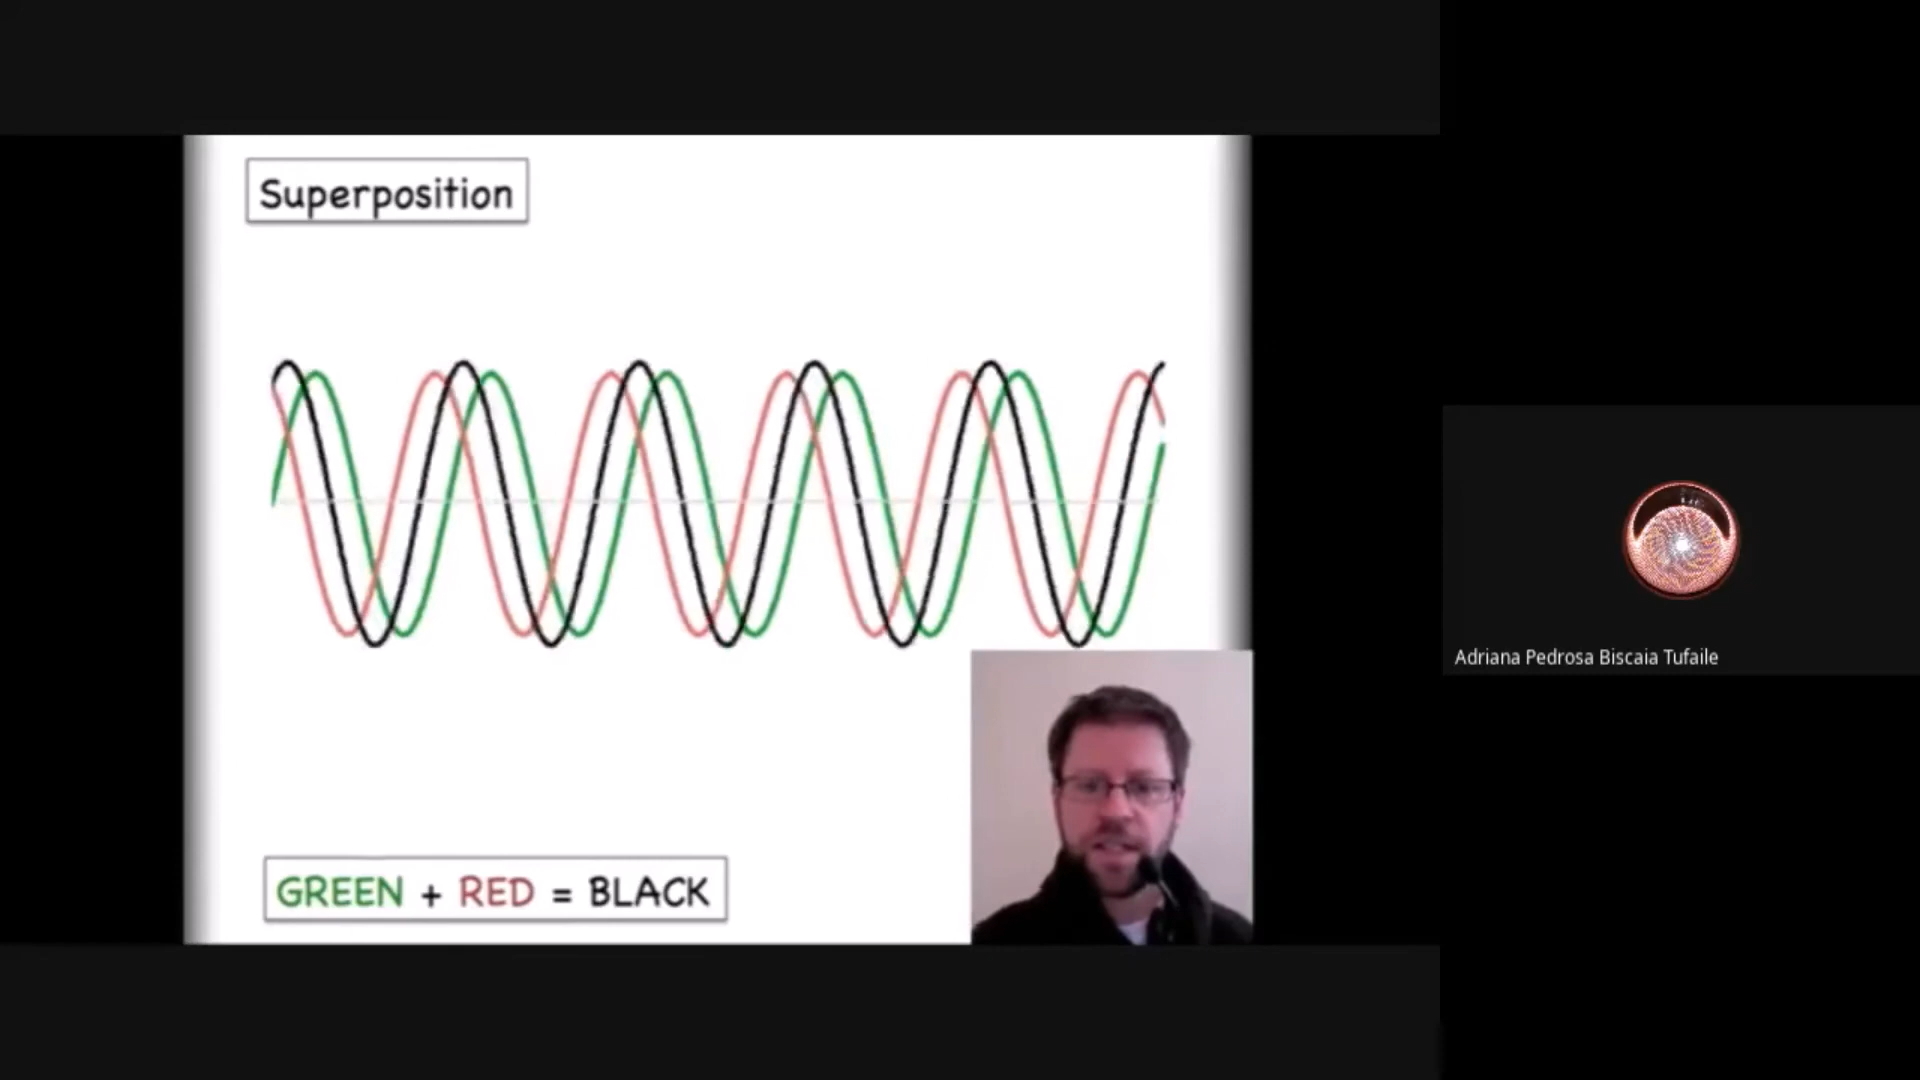 Superposition
GREEN + RED = BLACK
Adriana Pedrosa Biscaia Tufaile